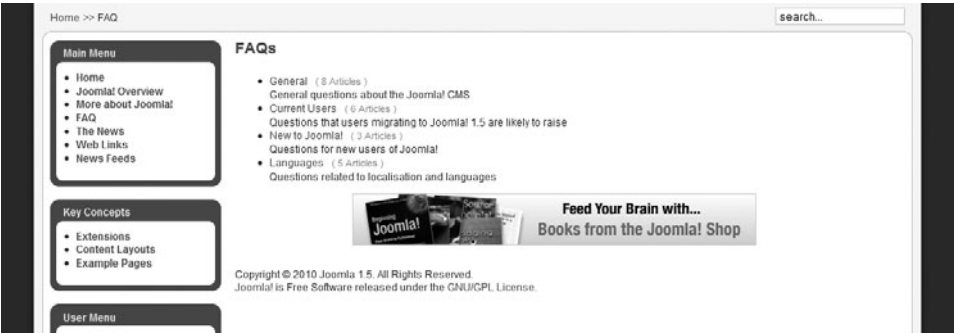 Home >> FAQ
search...
Main Menu
Home
Joomla! Overview
More about Joomla!
FAQ
The News
Web Links
News Feeds
Key Concepts
Extensions
Content Layouts
Example Pages
User Menu
FAQs
General ( 8 Articles )
General questions about the Joomla! CMS
Current Users ( 6 Articles )
Questions that users migrating to Joomla! 1.5 are likely to raise
New to Joomla! ( 3 Articles )
Questions for new users of Joomla!
Languages ( 5 Articles )
Questions related to localisation and languages
Beginning
Joomla!
Feed Your Brain with...
Books from the Joomla! Shop
Copyright © 2010 Joomla 1.5. All Rights Reserved.
Joomla! is Free Software released under the GNU/GPL License.